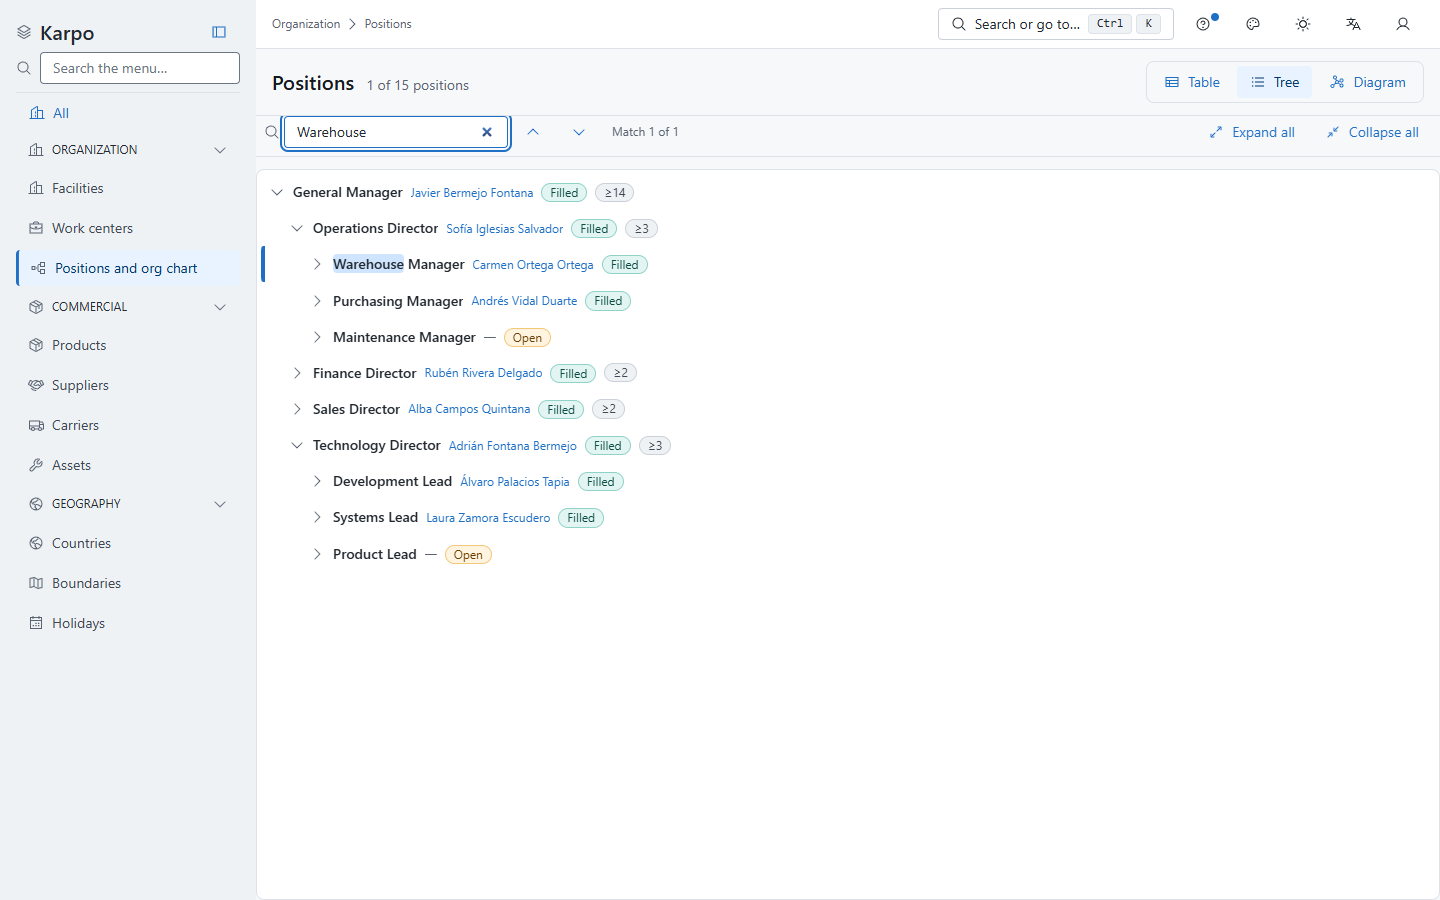 Karpo
Search the menu...
All
ORGANIZATION
Facilities
Work centers
Positions and org chart
COMMERCIAL
Products
Suppliers
Carriers
Assets
GEOGRAPHY
Countries
Boundaries
Holidays
Organization > Positions
Search or go to... Ctrl K
Positions 1 of 15 positions
Table Tree Diagram
Warehouse
Match 1 of 1
Expand all Collapse all
General Manager Javier Bermejo Fontana Filled ≥14
Operations Director Sofía Iglesias Salvador Filled ≥3
Warehouse Manager Carmen Ortega Ortega Filled
Purchasing Manager Andrés Vidal Duarte Filled
Maintenance Manager — Open
Finance Director Rubén Rivera Delgado Filled ≥2
Sales Director Alba Campos Quintana Filled ≥2
Technology Director Adrián Fontana Bermejo Filled ≥3
Development Lead Álvaro Palacios Tapia Filled
Systems Lead Laura Zamora Escudero Filled
Product Lead — Open